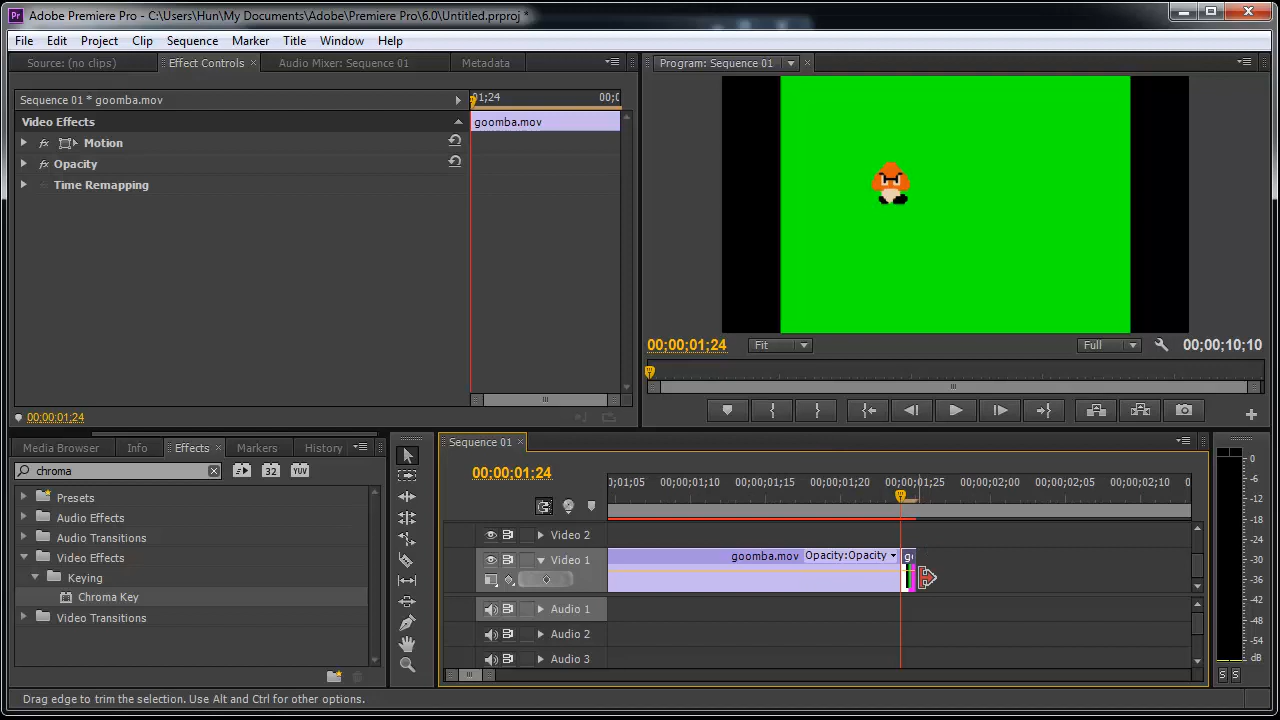 Pr Adobe Premiere Pro - C:\Users\Hun\My Documents\Adobe\Premiere Pro\6.0\Untitled.prproj *
File Edit Project Clip Sequence Marker Title Window Help
Source: (no clips) Effect Controls Audio Mixer: Sequence 01 Metadata
Program: Sequence 01
Sequence 01 * goomba.mov
01;24 00;0
Video Effects
goomba.mov
fx Motion
fx Opacity
Time Remapping
00;00;01;24 Fit Full 00;00;10;10
00:00:01:24
Media Browser Info Effects Markers History
Sequence 01
chroma 32 YUV
00:00:01:24
Presets
Audio Effects
Audio Transitions
Video Effects
Keying
Chroma Key
Video Transitions
0;01;05 00;00;01;10 00;00;01;15 00;00;01;20 00;00;01;25 00;00;02;00 00;00;02;05 00;00;02;10 0
Video 2
Video 1
goomba.mov Opacity:Opacity
Audio 1
Audio 2
Audio 3
0
-6
-12
-18
-24
-30
-36
-42
-48
-54
dB
S S
Drag edge to trim the selection. Use Alt and Ctrl for other options.